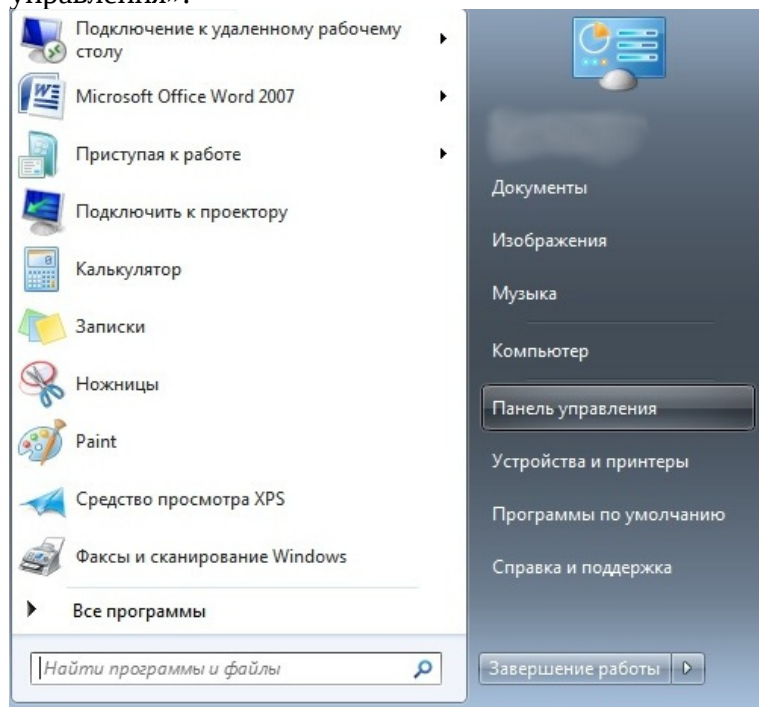 управления».
Подключение к удаленному рабочему
столу
Microsoft Office Word 2007
Приступая к работе
Подключить к проектору
Калькулятор
Записки
Ножницы
Paint
Средство просмотра XPS
Факсы и сканирование Windows
Все программы
Найти программы и файлы
Документы
Изображения
Музыка
Компьютер
Панель управления
Устройства и принтеры
Программы по умолчанию
Справка и поддержка
Завершение работы